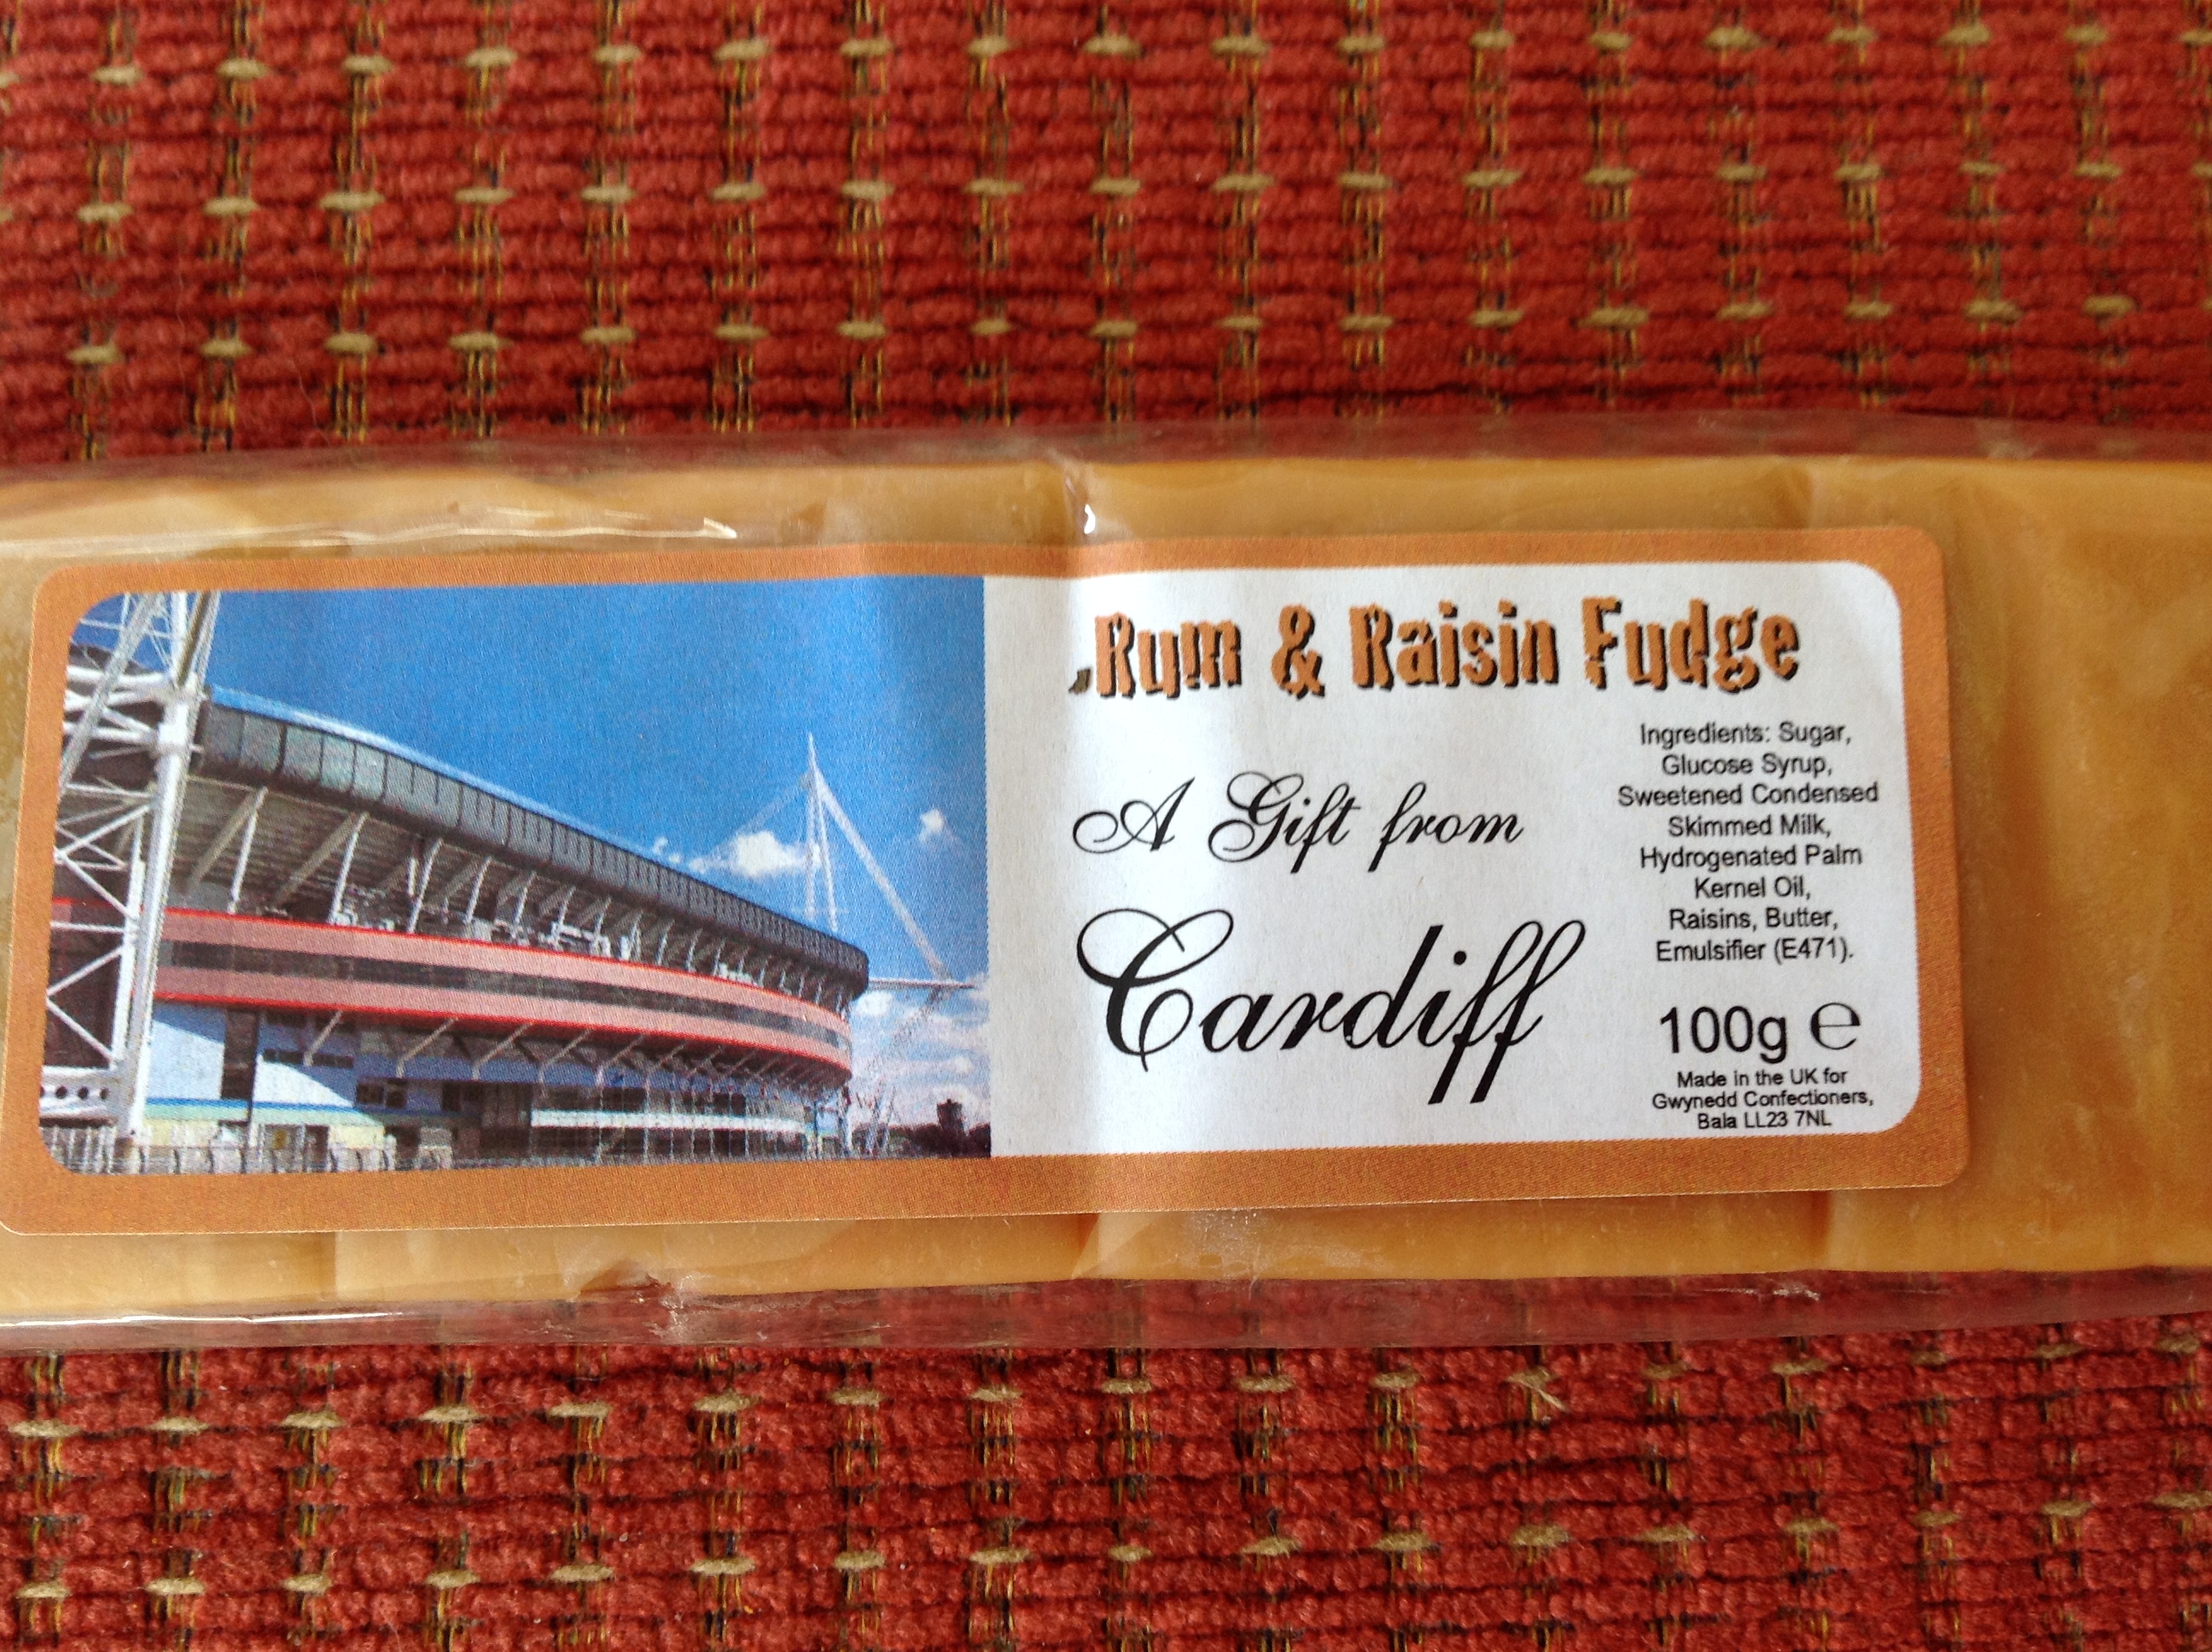 Rum & Raisin Fudge
A Gift from
Cardiff
Ingredients: Sugar,
Glucose Syrup,
Sweetened Condensed
Skimmed Milk,
Hydrogenated Palm
Kernel Oil,
Raisins, Butter,
Emulsifier (E471).
100g ℮
Made in the UK for
Gwynedd Confectioners,
Bala LL23 7NL